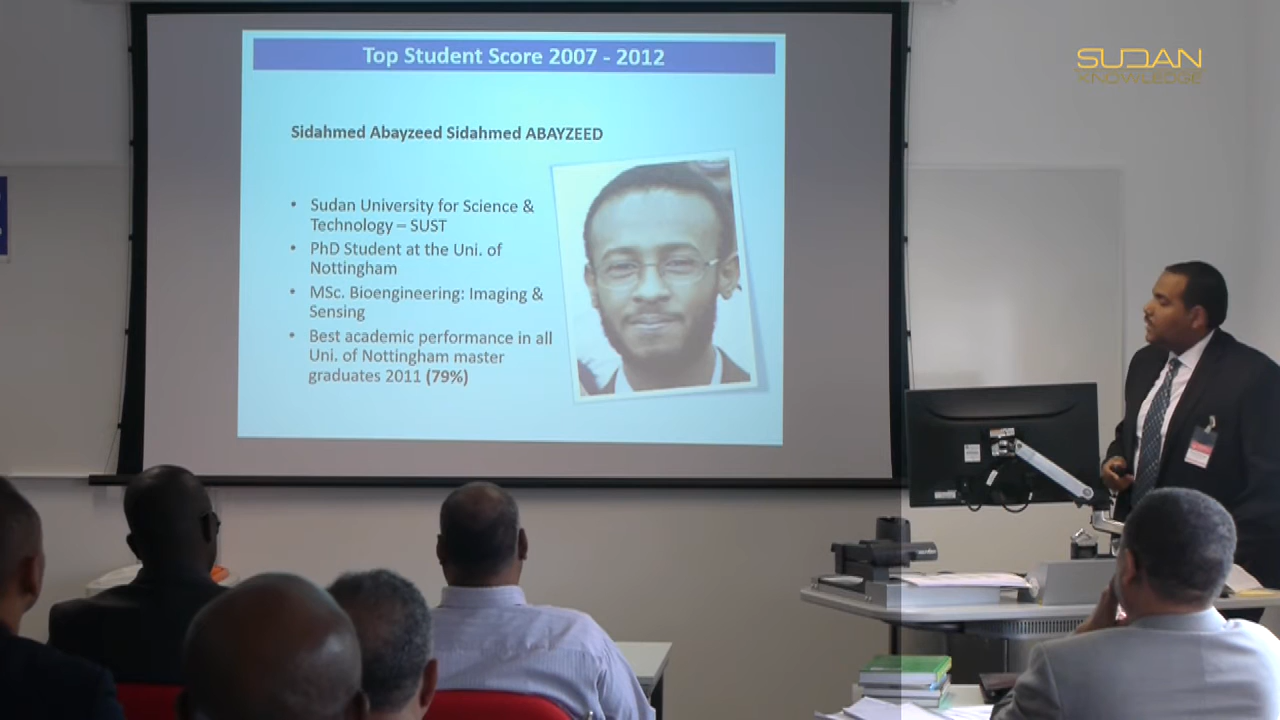 Top Student Score 2007 - 2012
SUDAN
KNOWLEDGE
Sidahmed Abayzeed Sidahmed ABAYZEED
• Sudan University for Science &
Technology – SUST
• PhD Student at the Uni. of
Nottingham
• MSc. Bioengineering: Imaging &
Sensing
• Best academic performance in all
Uni. of Nottingham master
graduates 2011 (79%)